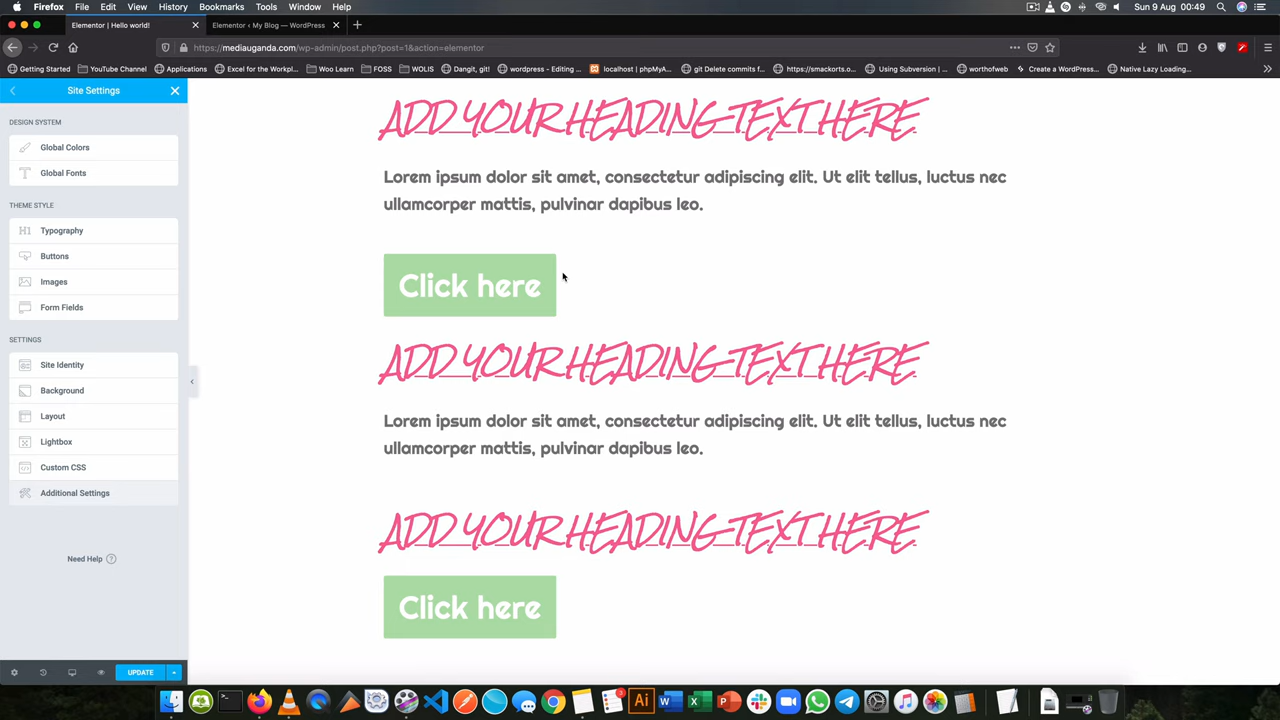 Firefox File Edit View History Bookmarks Tools Window Help
Sun 9 Aug 00:49
Elementor | Hello world!
Elementor ‹ My Blog — WordPress
https://mediauganda.com/wp-admin/post.php?post=1&action=elementor
Getting Started YouTube Channel Applications Excel for the Workpl... Woo Learn FOSS WOLIS Dangit, git! wordpress - Editing ... localhost | phpMyA... git Delete commits f... https://smackorts.co... Using Subversion | ... worthofweb Create a WordPress... Native Lazy Loading...
Site Settings
DESIGN SYSTEM
Global Colors
Global Fonts
THEME STYLE
H1 Typography
Buttons
Images
Form Fields
SETTINGS
Site Identity
Background
Layout
Lightbox
Custom CSS
Additional Settings
Need Help ?
UPDATE
ADD YOUR HEADING TEXT HERE
Lorem ipsum dolor sit amet, consectetur adipiscing elit. Ut elit tellus, luctus nec
ullamcorper mattis, pulvinar dapibus leo.
Click here
ADD YOUR HEADING TEXT HERE
Lorem ipsum dolor sit amet, consectetur adipiscing elit. Ut elit tellus, luctus nec
ullamcorper mattis, pulvinar dapibus leo.
ADD YOUR HEADING TEXT HERE
Click here
3
Ai W X P